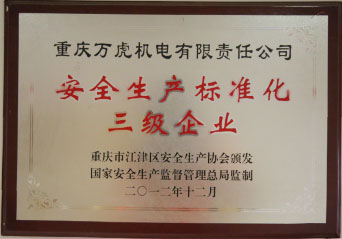 重庆万虎机电有限责任公司
安全生产标准化
三级企业
重庆市江津区安全生产协会颁发
国家安全生产监督管理总局监制
二〇一二年十二月